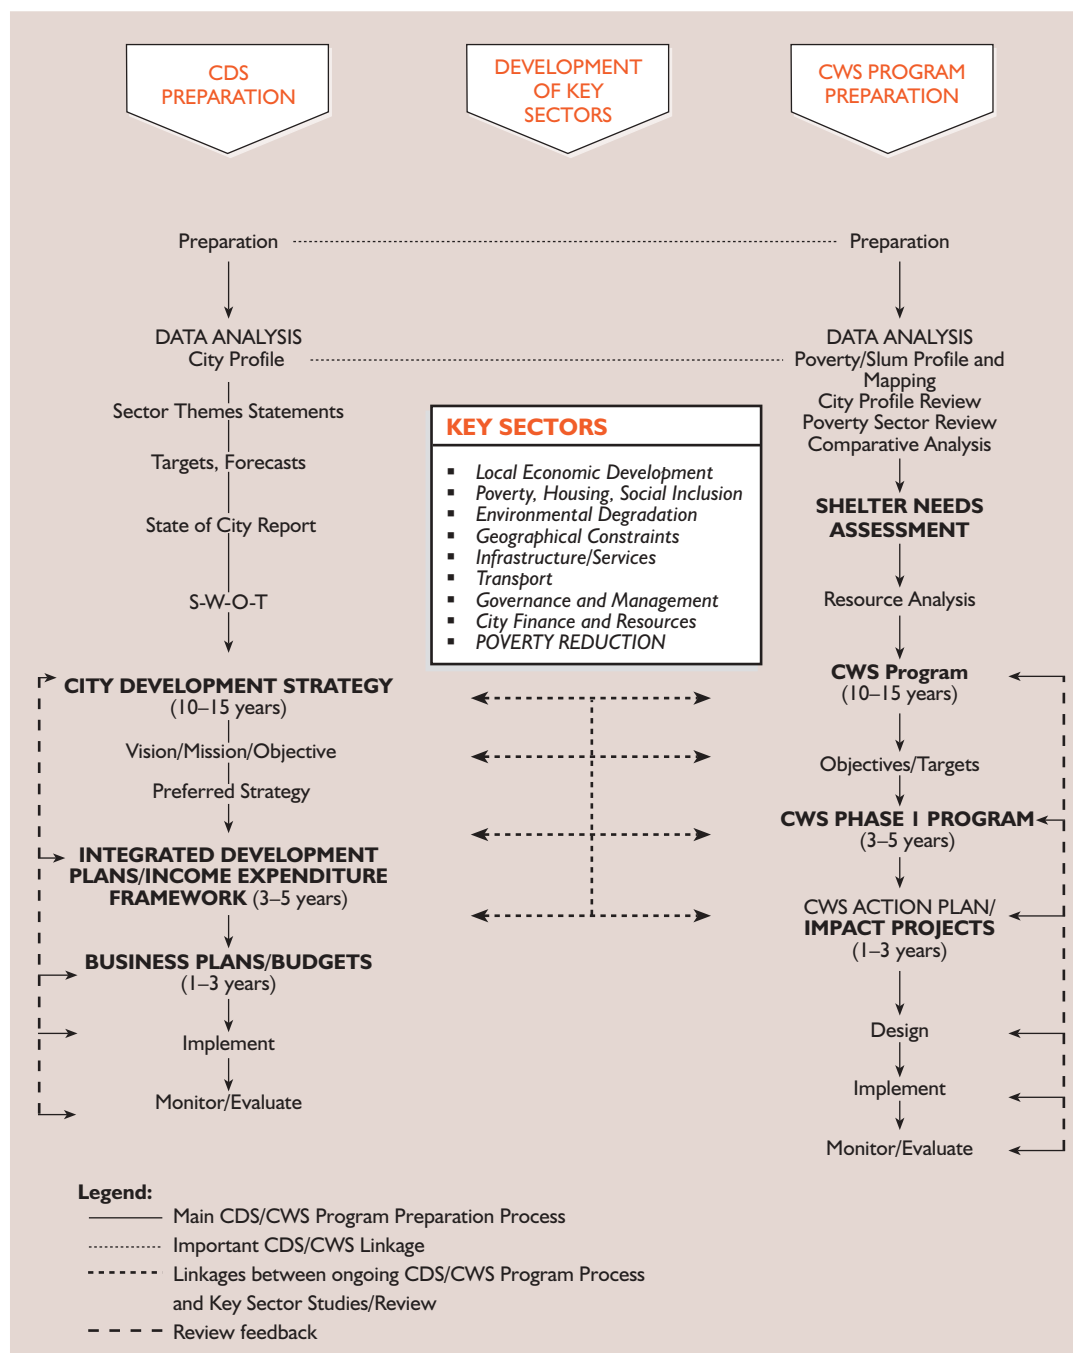 CDS
PREPARATION
DEVELOPMENT
OF KEY
SECTORS
CWS PROGRAM
PREPARATION
Preparation
DATA ANALYSIS
City Profile
Sector Themes Statements
Targets, Forecasts
State of City Report
S-W-O-T
CITY DEVELOPMENT STRATEGY
(10–15 years)
Vision/Mission/Objective
Preferred Strategy
INTEGRATED DEVELOPMENT
PLANS/INCOME EXPENDITURE
FRAMEWORK (3–5 years)
BUSINESS PLANS/BUDGETS
(1–3 years)
Implement
Monitor/Evaluate
KEY SECTORS
▪ Local Economic Development
▪ Poverty, Housing, Social Inclusion
▪ Environmental Degradation
▪ Geographical Constraints
▪ Infrastructure/Services
▪ Transport
▪ Governance and Management
▪ City Finance and Resources
▪ POVERTY REDUCTION
Preparation
DATA ANALYSIS
Poverty/Slum Profile and
Mapping
City Profile Review
Poverty Sector Review
Comparative Analysis
SHELTER NEEDS
ASSESSMENT
Resource Analysis
CWS Program
(10–15 years)
Objectives/Targets
CWS PHASE I PROGRAM
(3–5 years)
CWS ACTION PLAN/
IMPACT PROJECTS
(1–3 years)
Design
Implement
Monitor/Evaluate
Legend:
Main CDS/CWS Program Preparation Process
Important CDS/CWS Linkage
Linkages between ongoing CDS/CWS Program Process
and Key Sector Studies/Review
Review feedback